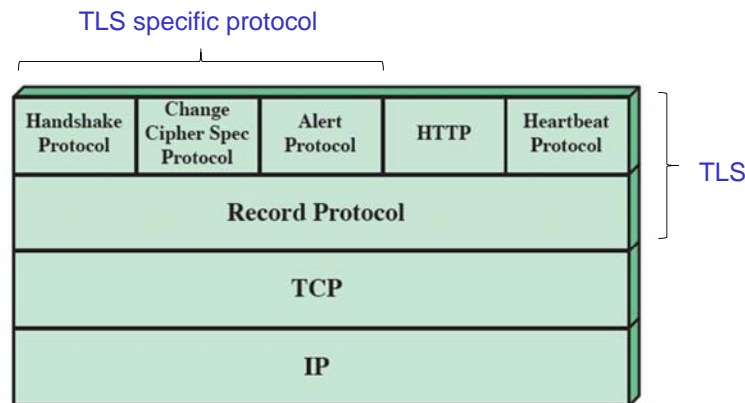 TLS specific protocol
Handshake
Protocol
Change
Cipher Spec
Protocol
Alert
Protocol
HTTP
Heartbeat
Protocol
TLS
Record Protocol
TCP
IP